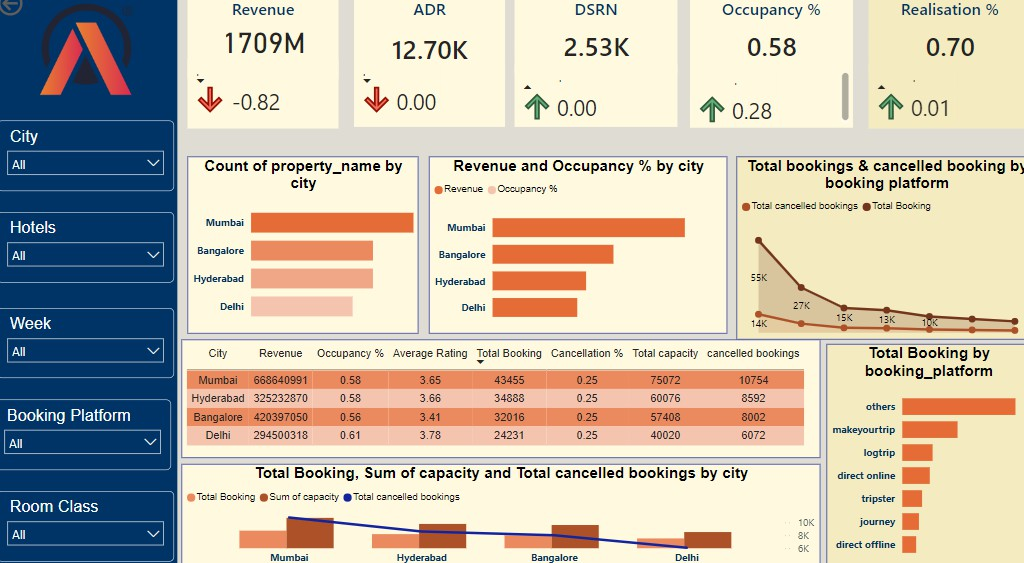 Revenue
1709M
-0.82
ADR
12.70K
0.00
DSRN
2.53K
0.00
Occupancy %
0.58
0.28
Realisation %
0.70
0.01
City
All
Hotels
All
Week
All
Booking Platform
All
Room Class
All
Count of property_name by
city
Mumbai
Bangalore
Hyderabad
Delhi
Revenue and Occupancy % by city
Revenue Occupancy %
Mumbai
Bangalore
Hyderabad
Delhi
Total bookings & cancelled booking by
booking platform
Total cancelled bookings Total Booking
55K
27K
15K
13K
10K
14K
City Revenue Occupancy % Average Rating Total Booking Cancellation % Total capacity cancelled bookings
Mumbai 668640991 0.58 3.65 43455 0.25 75072 10754
Hyderabad 325232870 0.58 3.66 34888 0.25 60076 8592
Bangalore 420397050 0.56 3.41 32016 0.25 57408 8002
Delhi 294500318 0.61 3.78 24231 0.25 40020 6072
Total Booking by
booking_platform
others
makeyourtrip
logtrip
direct online
tripster
journey
direct offline
Total Booking, Sum of capacity and Total cancelled bookings by city
Total Booking Sum of capacity Total cancelled bookings
10K
8K
6K
Mumbai Hyderabad Bangalore Delhi